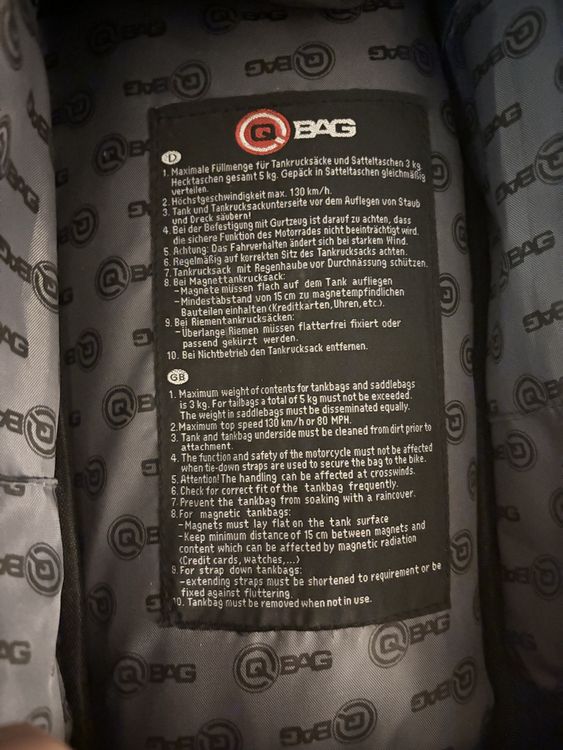 Q BAG
D
1. Maximale Füllmenge für Tankrucksäcke und Satteltaschen 3 kg.
Hecktaschen gesamt 5 kg. Gepäck in Satteltaschen gleichmäßig
verteilen.
2. Höchstgeschwindigkeit max. 130 km/h.
3. Tank und Tankrucksackunterseite vor dem Auflegen von Staub
und Dreck säubern!
4. Bei der Befestigung mit Gurtzeug ist darauf zu achten, dass
die sichere Funktion des Motorrades nicht beeinträchtigt wird.
5. Achtung: Das Fahrverhalten ändert sich bei starkem Wind.
6. Regelmäßig auf korrekten Sitz des Tankrucksacks achten.
7. Tankrucksack mit Regenhaube vor Durchnässung schützen.
8. Bei Magnettankrucksack:
-Magnete müssen flach auf dem Tank aufliegen
-Mindestabstand von 15 cm zu magnetempfindlichen
Bauteilen einhalten (Kreditkarten, Uhren, etc.).
9. Bei Riementankrucksäcken:
-Überlange Riemen müssen flatterfrei fixiert oder
passend gekürzt werden.
10. Bei Nichtbetrieb den Tankrucksack entfernen.
GB
1. Maximum weight of contents for tankbags and saddlebags
is 3 kg. For tailbags a total of 5 kg must not be exceeded.
The weight in saddlebags must be disseminated equally.
2. Maximum top speed 130 km/h or 80 MPH.
3. Tank and tankbag underside must be cleaned from dirt prior to
attachment.
4. The function and safety of the motorcycle must not be affected
when tie-down straps are used to secure the bag to the bike.
5. Attention! The handling can be affected at crosswinds.
6. Check for correct fit of the tankbag frequently.
7. Prevent the tankbag from soaking with a raincover.
8. For magnetic tankbags:
-Magnets must lay flat on the tank surface
-Keep minimum distance of 15 cm between magnets and
content which can be affected by magnetic radiation
(Credit cards, watches,...)
9. For strap down tankbags:
-extending straps must be shortened to requirement or be
fixed against fluttering.
10. Tankbag must be removed when not in use.
Q BAG